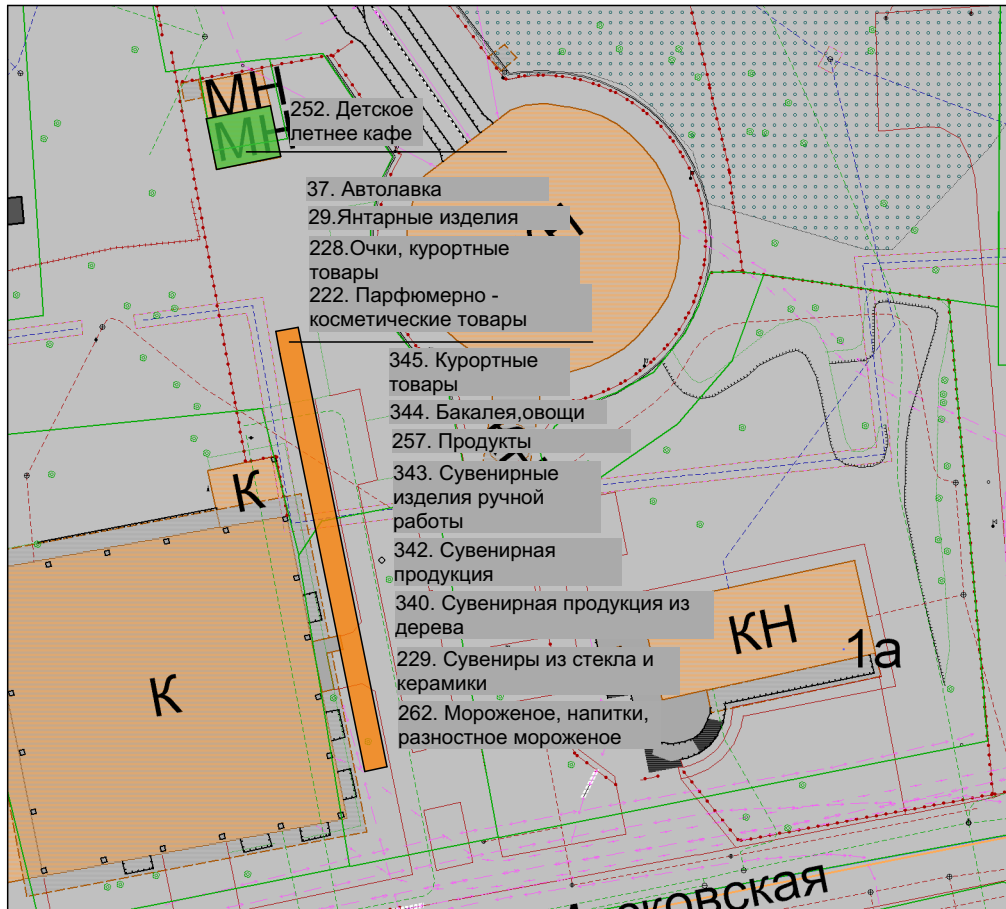 МН
МН
252. Детское
летнее кафе
37. Автолавка
29.Янтарные изделия
228.Очки, курортные
товары
222. Парфюмерно -
косметические товары
345. Курортные
товары
344. Бакалея,овощи
257. Продукты
К
343. Сувенирные
изделия ручной
работы
342. Сувенирная
продукция
340. Сувенирная продукция из
дерева
КН
1а
229. Сувениры из стекла и
керамики
К
262. Мороженое, напитки,
разностное мороженое